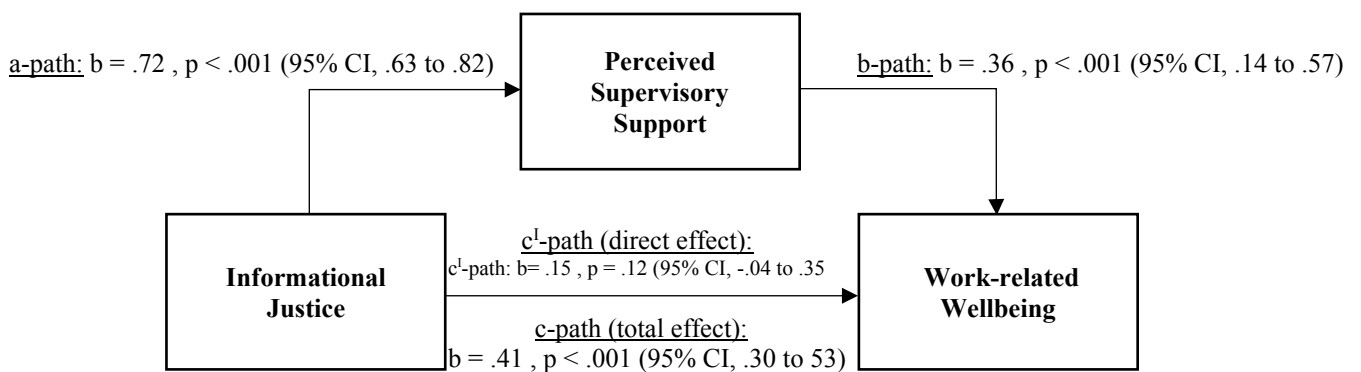 a-path: b = .72 , p < .001 (95% CI, .63 to .82)
Perceived
Supervisory
Support
b-path: b = .36 , p < .001 (95% CI, .14 to .57)
Informational
Justice
cᴵ-path (direct effect):
cᴵ-path: b= .15 , p = .12 (95% CI, -.04 to .35
c-path (total effect):
b = .41 , p < .001 (95% CI, .30 to 53)
Work-related
Wellbeing